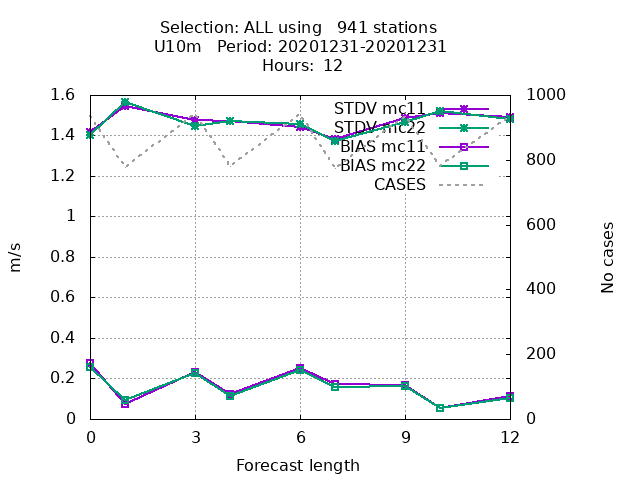 Selection: ALL using   941 stations
U10m   Period: 20201231-20201231
Hours:  12
STDV mc11
STDV mc22
BIAS mc11
BIAS mc22
CASES
1.6
1.4
1.2
1
0.8
0.6
0.4
0.2
0
m/s
1000
800
600
400
200
0
No cases
0 3 6 9 12
Forecast length